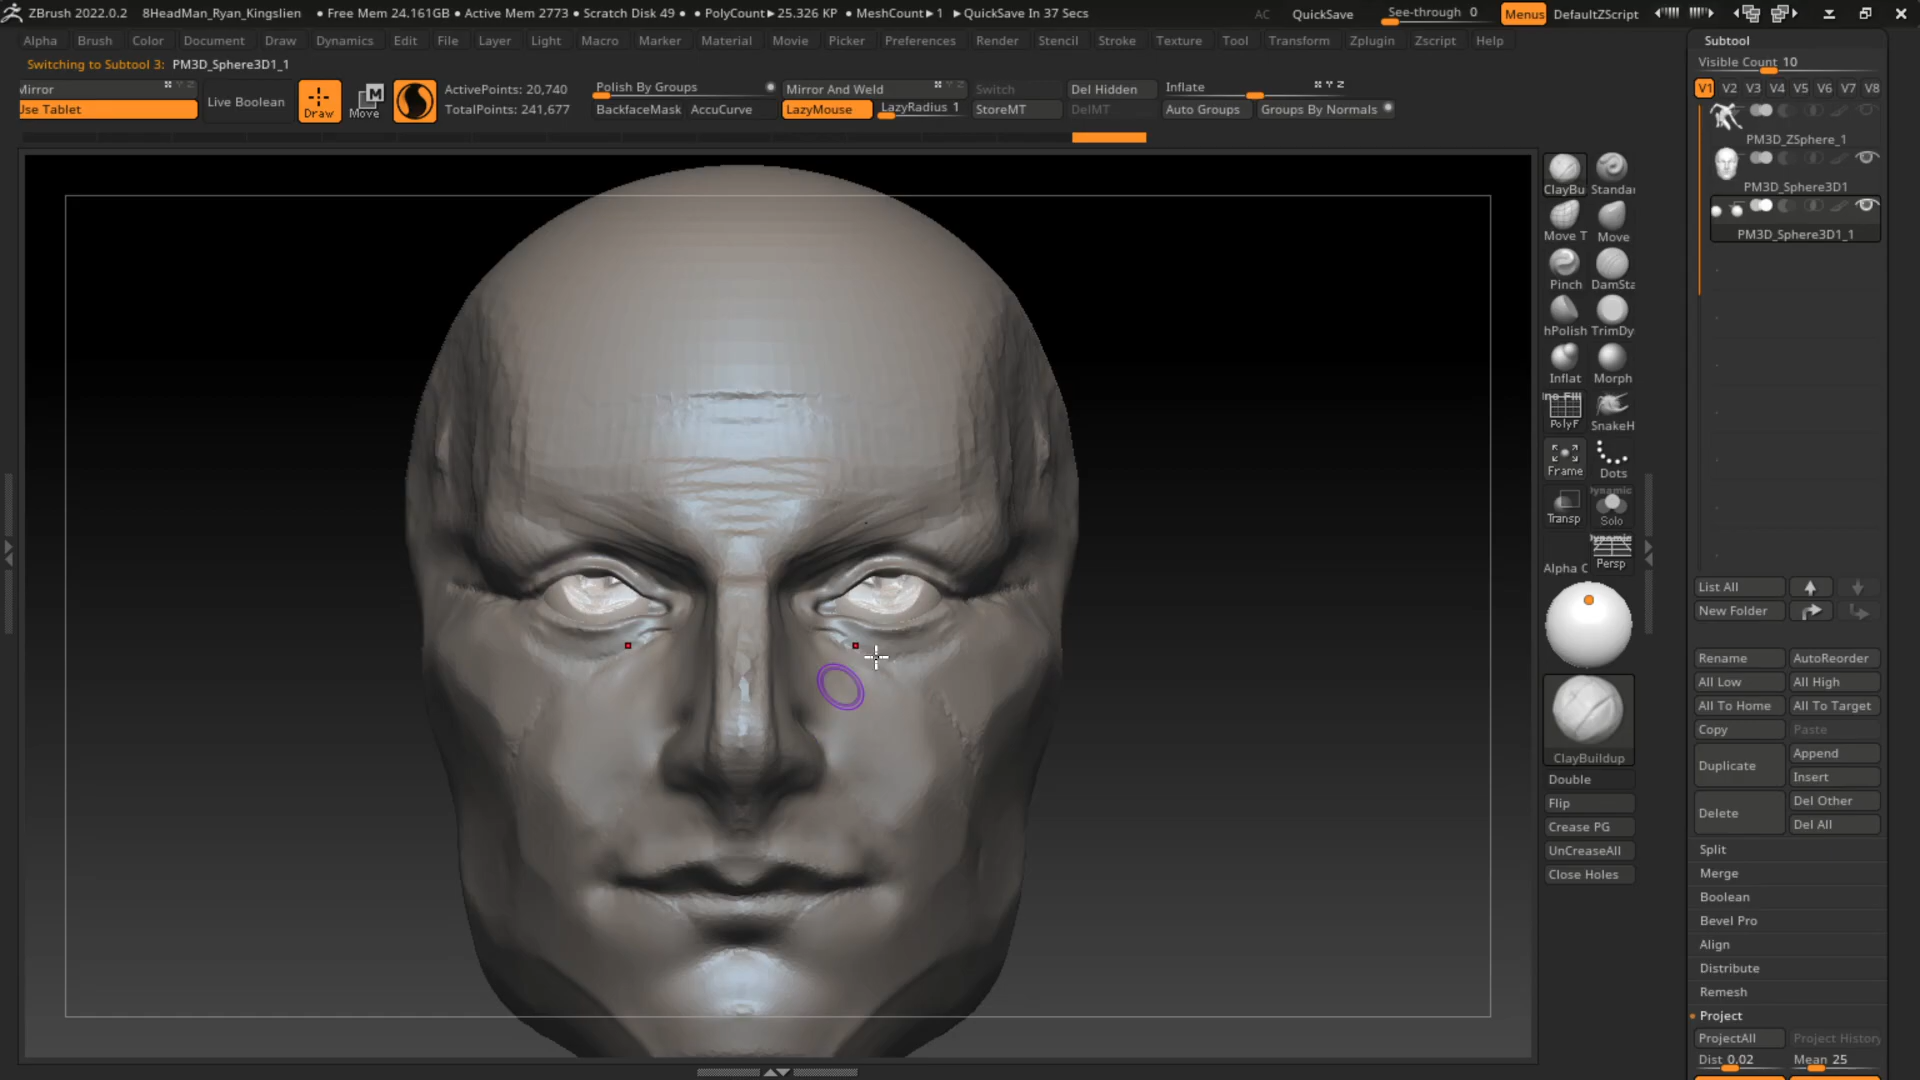 ZBrush 2022.0.2 8HeadMan_Ryan_Kingslien • Free Mem 24.161GB • Active Mem 2773 • Scratch Disk 49 • • PolyCount▸ 25.326 KP • MeshCount▸ 1 ▸QuickSave In 37 Secs AC QuickSave See-through 0 Menus DefaultZScript
Alpha Brush Color Document Draw Dynamics Edit File Layer Light Macro Marker Material Movie Picker Preferences Render Stencil Stroke Texture Tool Transform Zplugin Zscript Help
Switching to Subtool 3: PM3D_Sphere3D1_1
Mirror
Use Tablet
Live Boolean
Draw
Move
ActivePoints: 20,740
TotalPoints: 241,677
Polish By Groups
BackfaceMask AccuCurve
Mirror And Weld
LazyMouse LazyRadius 1
Switch
StoreMT
Del Hidden
DelMT
Inflate
Auto Groups Groups By Normals
ClayBu Standa
Move T Move
Pinch DamSta
hPolish TrimDy
Inflat Morph
PolyF SnakeH
Frame Dots
Dynamic
Transp Solo
Dynamic
Alpha O Persp
ClayBuildup
Double
Flip
Crease PG
UnCreaseAll
Close Holes
Subtool
Visible Count 10
V1 V2 V3 V4 V5 V6 V7 V8
PM3D_ZSphere_1
PM3D_Sphere3D1
PM3D_Sphere3D1_1
List All
New Folder
Rename AutoReorder
All Low All High
All To Home All To Target
Copy Paste
Duplicate Append
Insert
Delete Del Other
Del All
Split
Merge
Boolean
Bevel Pro
Align
Distribute
Remesh
Project
ProjectAll Project History
Dist 0.02 Mean 25